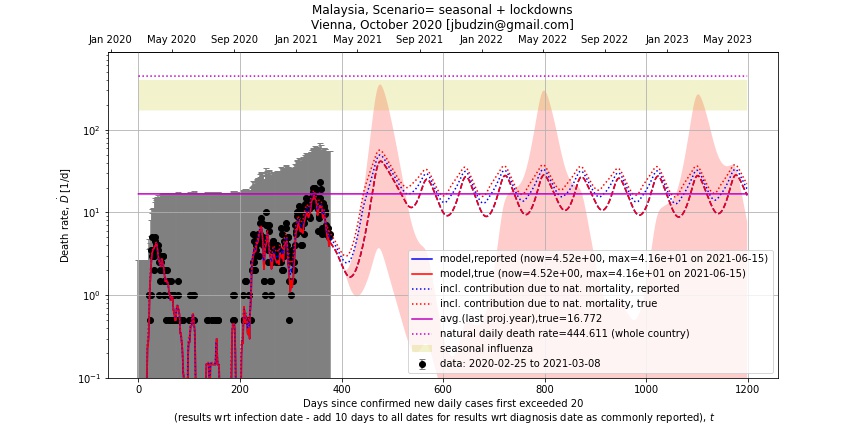 Malaysia, Scenario= seasonal + lockdowns
Vienna, October 2020 [jbudzin@gmail.com]
Jan 2020 May 2020 Sep 2020 Jan 2021 May 2021 Sep 2021 Jan 2022 May 2022 Sep 2022 Jan 2023 May 2023
Death rate, D [1/d]
10²
10¹
10⁰
10⁻¹
model,reported (now=4.52e+00, max=4.16e+01 on 2021-06-15)
model,true (now=4.52e+00, max=4.16e+01 on 2021-06-15)
incl. contribution due to nat. mortality, reported
incl. contribution due to nat. mortality, true
avg.(last proj.year),true=16.772
natural daily death rate=444.611 (whole country)
seasonal influenza
data: 2020-02-25 to 2021-03-08
0 200 400 600 800 1000 1200
Days since confirmed new daily cases first exceeded 20
(results wrt infection date - add 10 days to all dates for results wrt diagnosis date as commonly reported), t